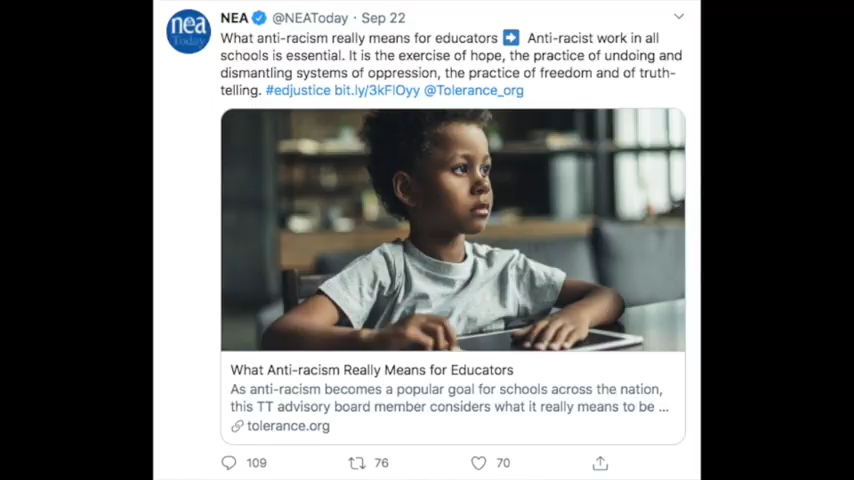 nea
Today
NEA @NEAToday · Sep 22
What anti-racism really means for educators ➡ Anti-racist work in all
schools is essential. It is the exercise of hope, the practice of undoing and
dismantling systems of oppression, the practice of freedom and of truth-
telling. #edjustice bit.ly/3kFlOyy @Tolerance_org
What Anti-racism Really Means for Educators
As anti-racism becomes a popular goal for schools across the nation,
this TT advisory board member considers what it really means to be ...
tolerance.org
109 76 70